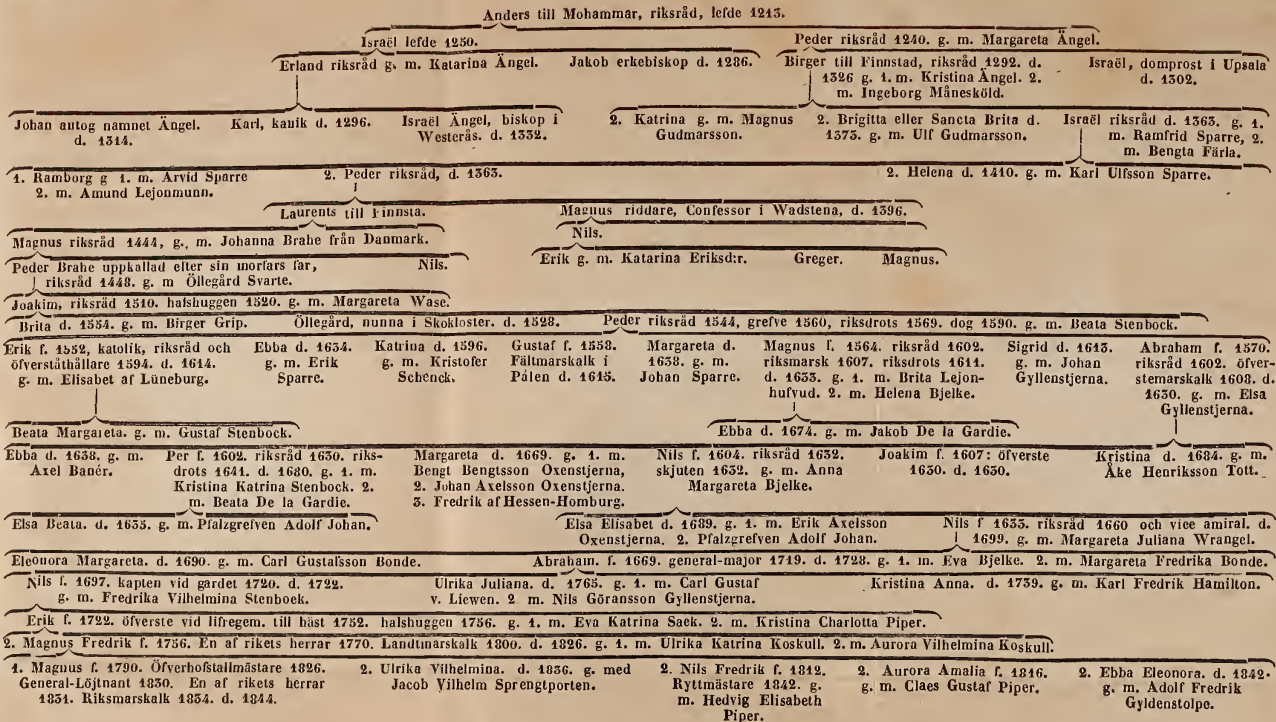 Anders till Mohammar, riksråd, lefde 1213.
Israël lefde 1250.
Peder riksråd 1240. g. m. Margareta Ängel.
Erland riksråd g. m. Katarina Ängel.
Jakob erkebiskop d. 1286.
Birger till Finnstad, riksråd 1292. d.
1326 g. 1. m. Kristina Ängel. 2.
m. Ingeborg Månesköld.
Israël, domprost i Upsala
d. 1302.
Johan antog namnet Ängel.
d. 1314.
Karl, kanik d. 1296.
Israël Ängel, biskop i
Westerås. d. 1332.
2. Katrina g. m. Magnus
Gudmarsson.
2. Brigitta eller Sancta Brita d.
1373. g. m. Ulf Gudmarsson.
Israël riksråd d. 1363. g. 1.
m. Ramfrid Sparre, 2.
m. Bengta Färla.
1. Ramborg g 1. m. Arvid Sparre
2. m. Amund Lejonmunn.
2. Peder riksråd, d. 1363.
2. Helena d. 1410. g. m. Karl Ulfsson Sparre.
Laurents till Finnsta.
Magnus riddare, Confessor i Wadstena, d. 1396.
Magnus riksråd 1444, g. m. Johanna Brahe från Danmark.
Nils.
Peder Brahe uppkallad efter sin morfars far,
riksråd 1448. g. m Öllegård Svarte.
Nils.
Erik g. m. Katarina Eriksd:r.
Greger.
Magnus.
Joakim, riksråd 1510. halshuggen 1520. g. m. Margareta Wase.
Brita d. 1554. g. m. Birger Grip.
Öllegård, nunna i Skokloster. d. 1528.
Peder riksråd 1544, grefve 1560, riksdrots 1569. dog 1590. g. m. Beata Stenbock.
Erik f. 1552, katolik, riksråd och
öfverståthållare 1594. d. 1614.
g. m. Elisabet af Lüneburg.
Ebba d. 1634.
g. m. Erik
Sparre.
Katrina d. 1596.
g. m. Kristofer
Schenck.
Gustaf f. 1558.
Fältmarskalk i
Pålen d. 1615.
Margareta d.
1638. g. m.
Johan Sparre.
Magnus f. 1564. riksråd 1602.
riksmarsk 1607. riksdrots 1611.
d. 1633. g. 1. m. Brita Lejon-
hufvud. 2. m. Helena Bjelke.
Sigrid d. 1613.
g. m. Johan
Gyllenstjerna.
Abraham f. 1570.
riksråd 1602. öfver-
stemarskalk 1608. d.
1630. g. m. Elsa
Gyllenstjerna.
Beata Margareta. g. m. Gustaf Stenbock.
Ebba d. 1674. g. m. Jakob De la Gardie.
Ebba d. 1638. g. m.
Axel Banér.
Per f. 1602. riksråd 1630. riks-
drots 1641. d. 1680. g. 1. m.
Kristina Katrina Stenbock. 2.
m. Beata De la Gardie.
Margareta d. 1669. g. 1. m.
Bengt Bengtsson Oxenstjerna,
2. Johan Axelsson Oxenstjerna.
3. Fredrik af Hessen-Homburg.
Nils f. 1604. riksråd 1632.
skjuten 1632. g. m. Anna
Margareta Bjelke.
Joakim f. 1607: öfverste
1630. d. 1630.
Kristina d. 1684. g. m.
Åke Henriksson Tott.
Elsa Beata. d. 1653. g. m. Pfalzgrefven Adolf Johan.
Elsa Elisabet d. 1689. g. 1. m. Erik Axelsson
Oxenstjerna. 2. Pfalzgrefven Adolf Johan.
Nils f 1633. riksråd 1660 och vice amiral. d.
1699. g. m. Margareta Juliana Wrangel.
Eleonora Margareta. d. 1690. g. m. Carl Gustafsson Bonde.
Abraham. f. 1669. general-major 1719. d. 1728. g. 1. m. Eva Bjelke. 2. m. Margareta Fredrika Bonde.
Nils f. 1697. kapten vid gardet 1720. d. 1722.
g. m. Fredrika Vilhelmina Stenbock.
Ulrika Juliana. d. 1765. g. 1. m. Carl Gustaf
v. Liewen. 2 m. Nils Göransson Gyllenstjerna.
Kristina Anna. d. 1739. g. m. Karl Fredrik Hamilton.
Erik f. 1722. öfverste vid lifregem. till häst 1752. halshuggen 1756. g. 1. m. Eva Katrina Sack. 2. m. Kristina Charlotta Piper.
2. Magnus Fredrik f. 1756. En af rikets herrar 1770. Landtmarskalk 1800. d. 1826. g. 1. m. Ulrika Katrina Koskull. 2. m. Aurora Vilhelmina Koskull.
1. Magnus f. 1790. Öfverhofstallmästare 1826.
General-Löjtnant 1830. En af rikets herrar
1831. Riksmarskalk 1834. d. 1844.
2. Ulrika Vilhelmina. d. 1836. g. med
Jacob Vilhelm Sprengtporten.
2. Nils Fredrik f. 1812.
Ryttmästare 1842. g.
m. Hedvig Elisabeth
Piper.
2. Aurora Amalia f. 1816.
g. m. Claes Gustaf Piper.
2. Ebba Eleonora. d. 1842.
g. m. Adolf Fredrik
Gyldenstolpe.